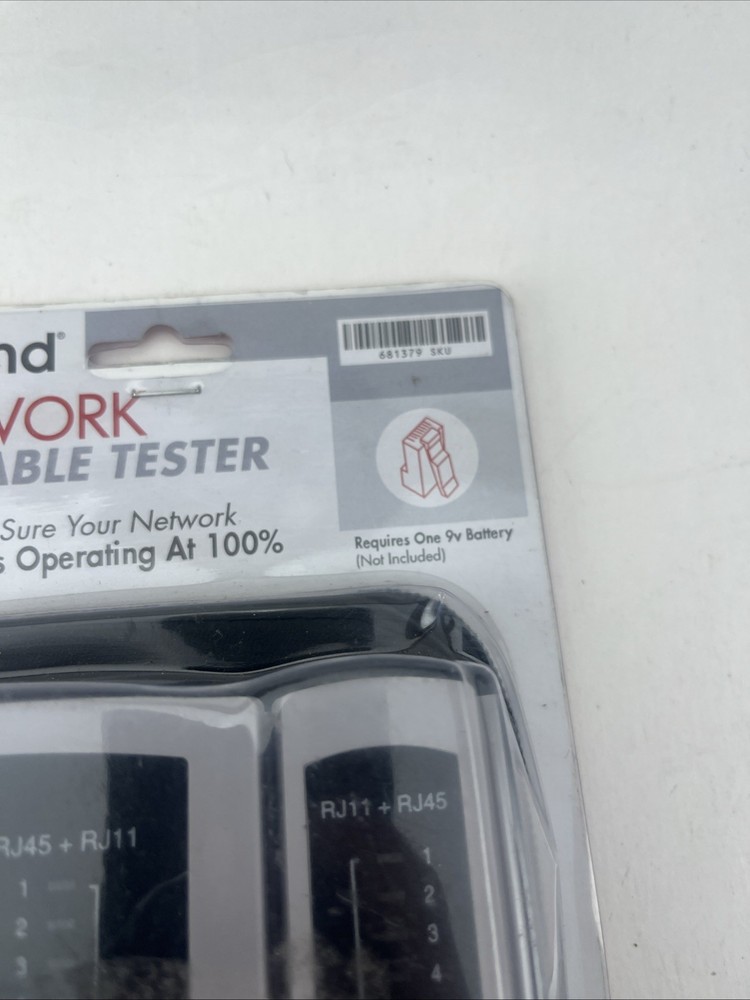 nd®
681379 SKU
WORK
ABLE TESTER
Sure Your Network
s Operating At 100%
Requires One 9v Battery
(Not Included)
RJ45 + RJ11
1
2
3
RJ11 + RJ45
1
2
3
4